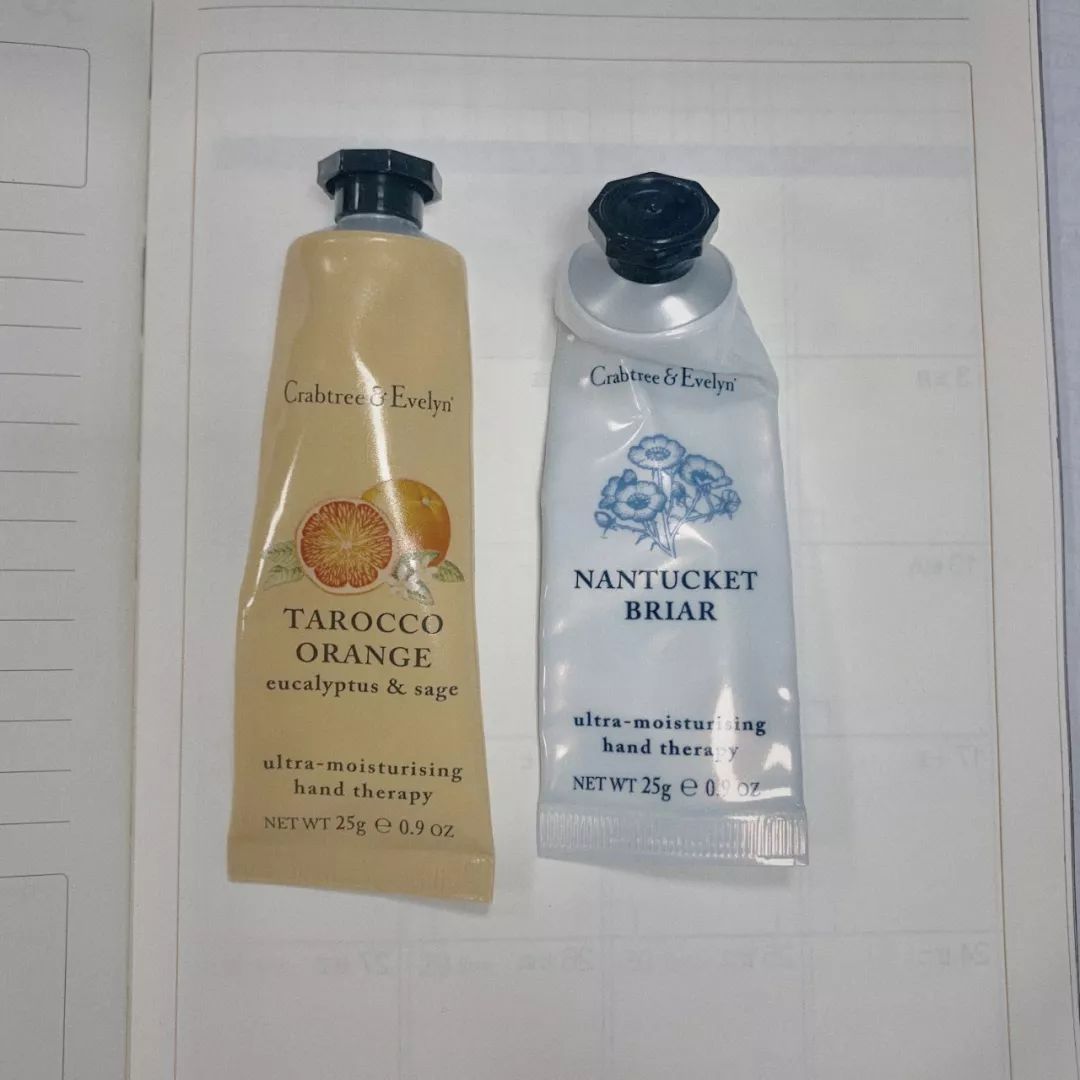 Crabtree & Evelyn
TAROCCO
ORANGE
eucalyptus & sage
ultra-moisturising
hand therapy
NET WT 25g ℮ 0.9 OZ
Crabtree & Evelyn
NANTUCKET
BRIAR
ultra-moisturising
hand therapy
NET WT 25g ℮ 0.9 OZ